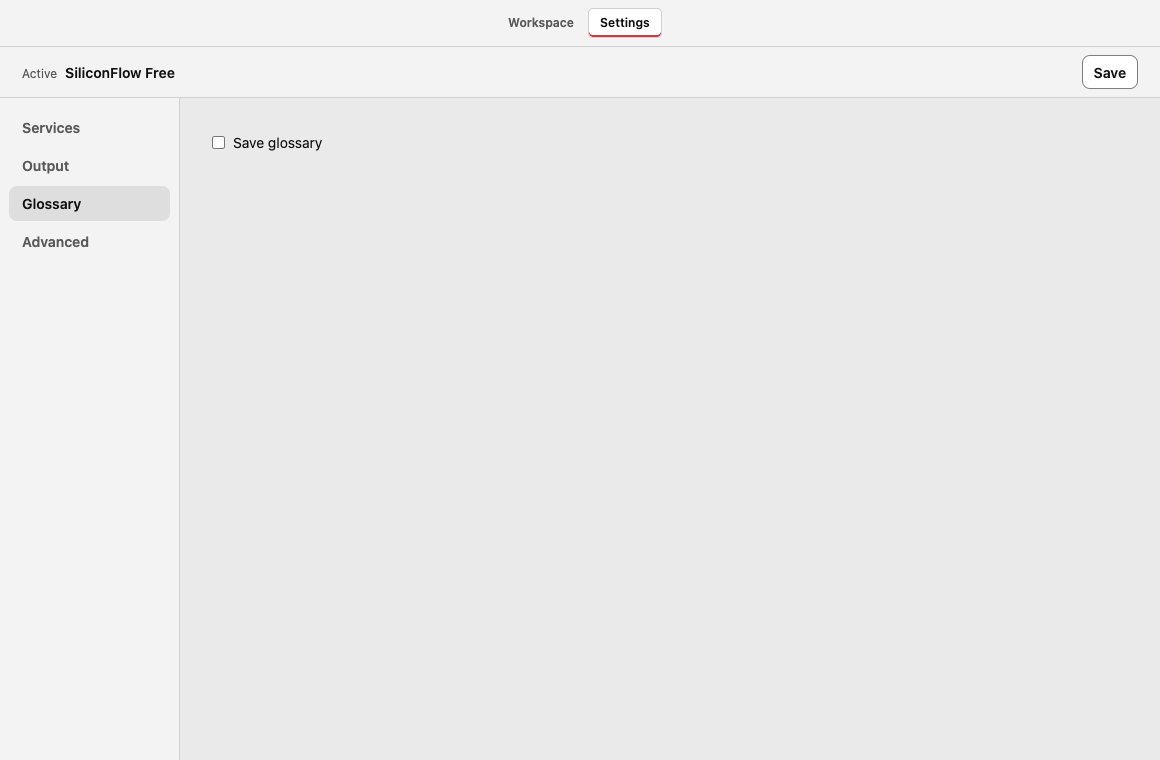 Workspace
Settings
Active SiliconFlow Free
Save
Services
Output
Glossary
Advanced
Save glossary